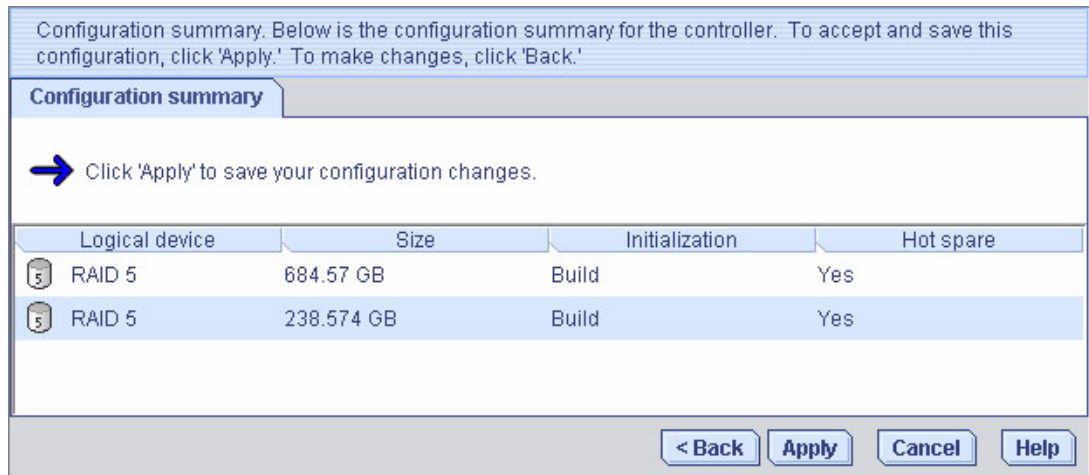 Configuration summary. Below is the configuration summary for the controller.  To accept and save this
configuration, click 'Apply.'  To make changes, click 'Back.'
Configuration summary
Click 'Apply' to save your configuration changes.
Logical device Size Initialization Hot spare
5 RAID 5 684.57 GB Build Yes
5 RAID 5 238.574 GB Build Yes
< Back Apply Cancel Help